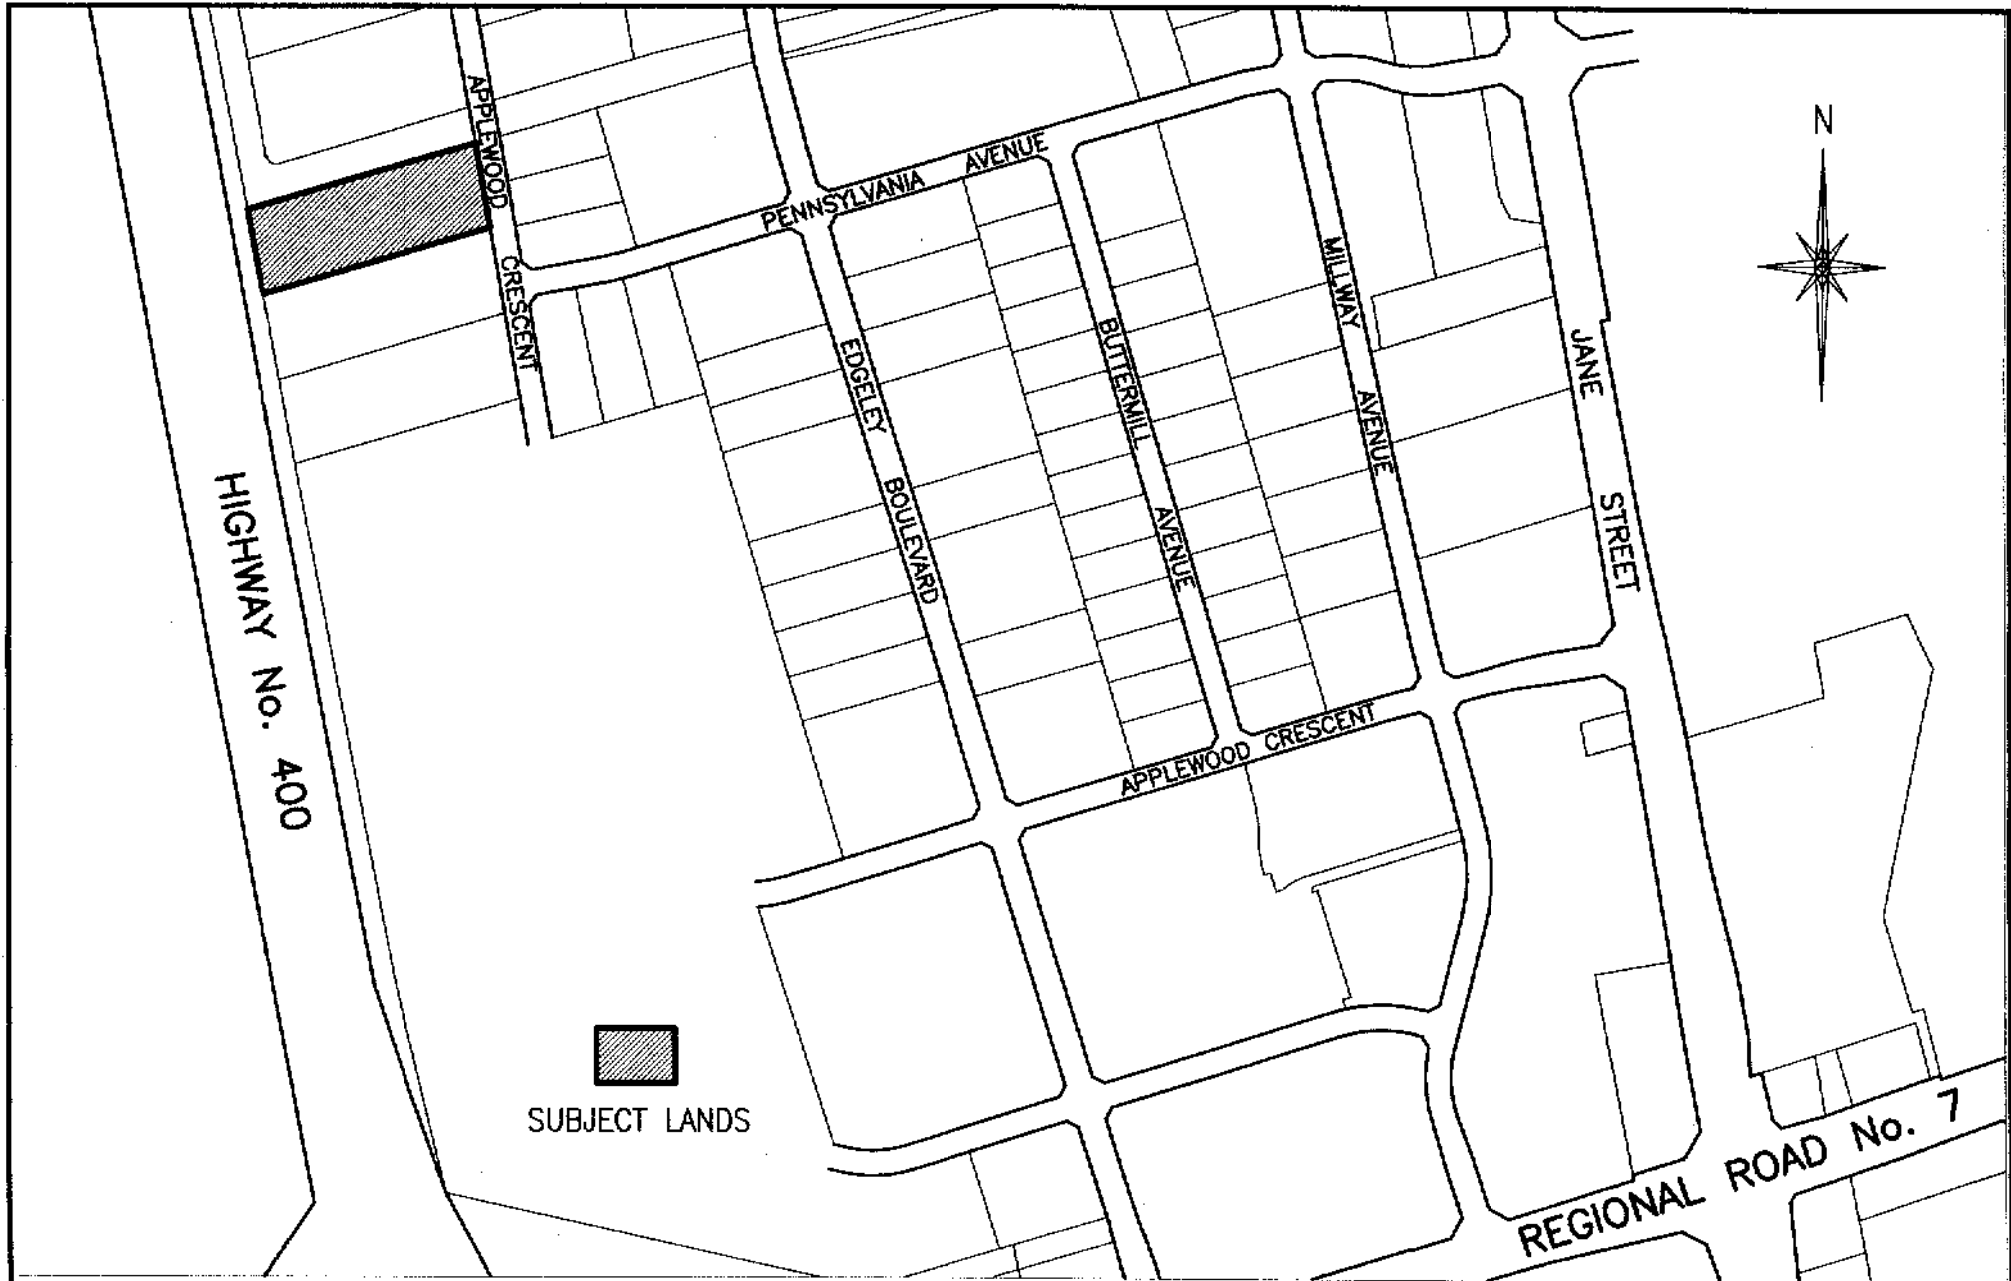 N
APPLEWOOD CRESCENT
PENNSYLVANIA AVENUE
EDGELEY BOULEVARD
BUTTERMILL AVENUE
MILLWAY AVENUE
JANE STREET
HIGHWAY No. 400
APPLEWOOD CRESCENT
SUBJECT LANDS
REGIONAL ROAD No. 7